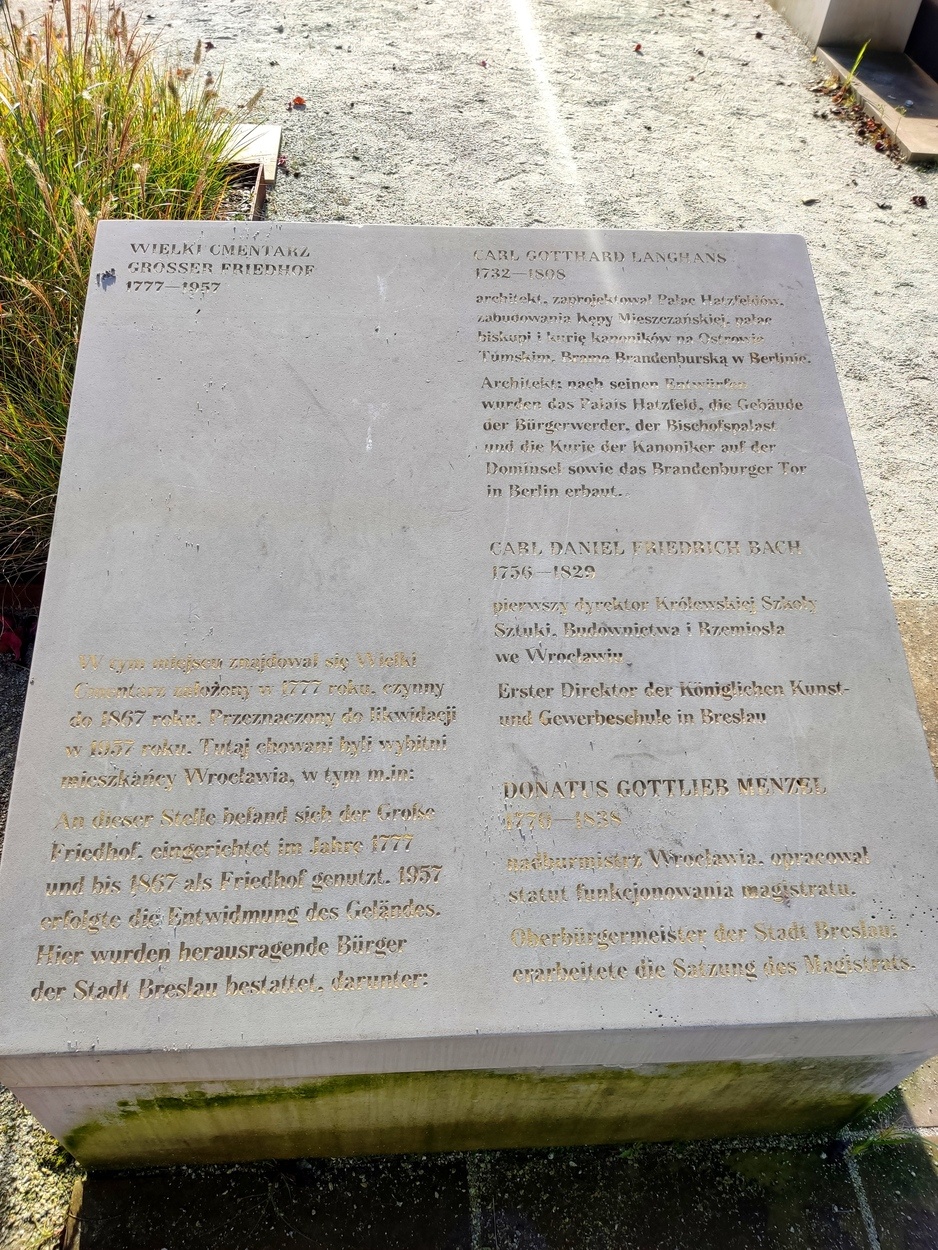 WIELKI CMENTARZ
GROSSER FRIEDHOF
1777—1957
W tym miejscu znajdował się Wielki
Cmentarz założony w 1777 roku, czynny
do 1867 roku. Przeznaczony do likwidacji
w 1957 roku. Tutaj chowani byli wybitni
mieszkańcy Wrocławia, w tym m.in:
An dieser Stelle befand sich der Große
Friedhof, eingerichtet im Jahre 1777
und bis 1867 als Friedhof genutzt. 1957
erfolgte die Entwidmung des Geländes.
Hier wurden herausragende Bürger
der Stadt Breslau bestattet, darunter:
CARL GOTTHARD LANGHANS
1732—1808
architekt, zaprojektował Pałac Hatzfeldów,
zabudowania Kępy Mieszczańskiej, pałac
biskupi i kurię kanoników na Ostrowie
Tumskim, Bramę Brandenburską w Berlinie.
Architekt; nach seinen Entwürfen
wurden das Palais Hatzfeld, die Gebäude
der Bürgerwerder, der Bischofspalast
und die Kurie der Kanoniker auf der
Dominsel sowie das Brandenburger Tor
in Berlin erbaut.
CARL DANIEL FRIEDRICH BACH
1756—1829
pierwszy dyrektor Królewskiej Szkoły
Sztuki, Budownictwa i Rzemiosła
we Wrocławiu
Erster Direktor der Königlichen Kunst-
und Gewerbeschule in Breslau
DONATUS GOTTLIEB MENZEL
1776—1838
nadburmistrz Wrocławia, opracował
statut funkcjonowania magistratu.
Oberbürgermeister der Stadt Breslau;
erarbeitete die Satzung des Magistrats.